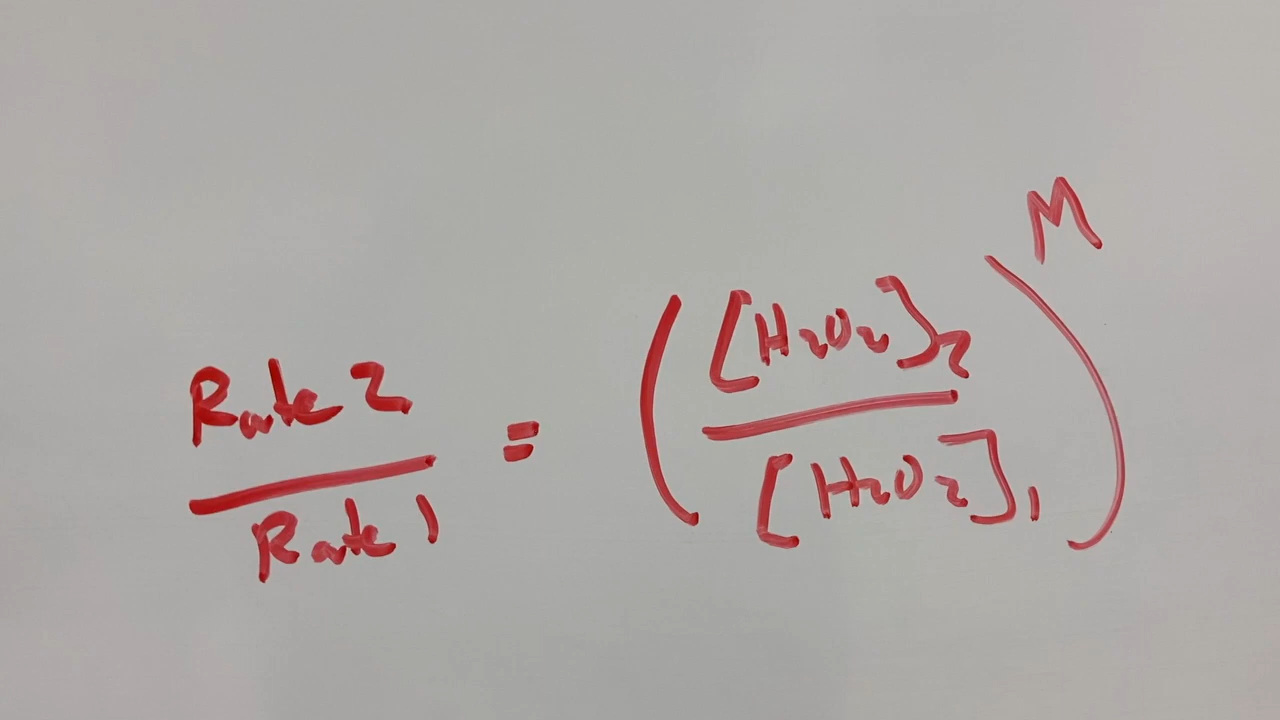 Rate 2 / Rate 1 = ([H₂O₂]₂ / [H₂O₂]₁)ᴹ